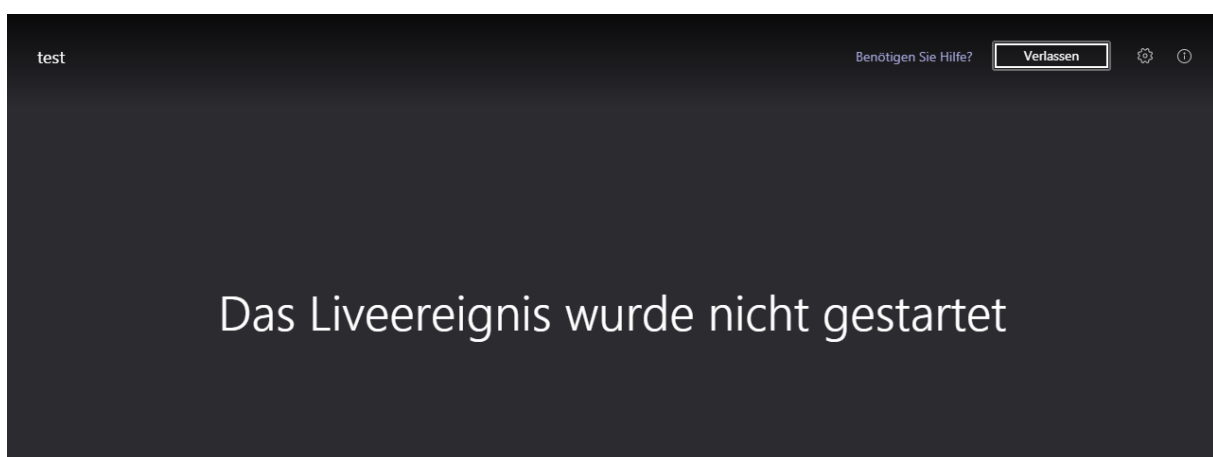 test
Benötigen Sie Hilfe?
Verlassen
Das Liveereignis wurde nicht gestartet